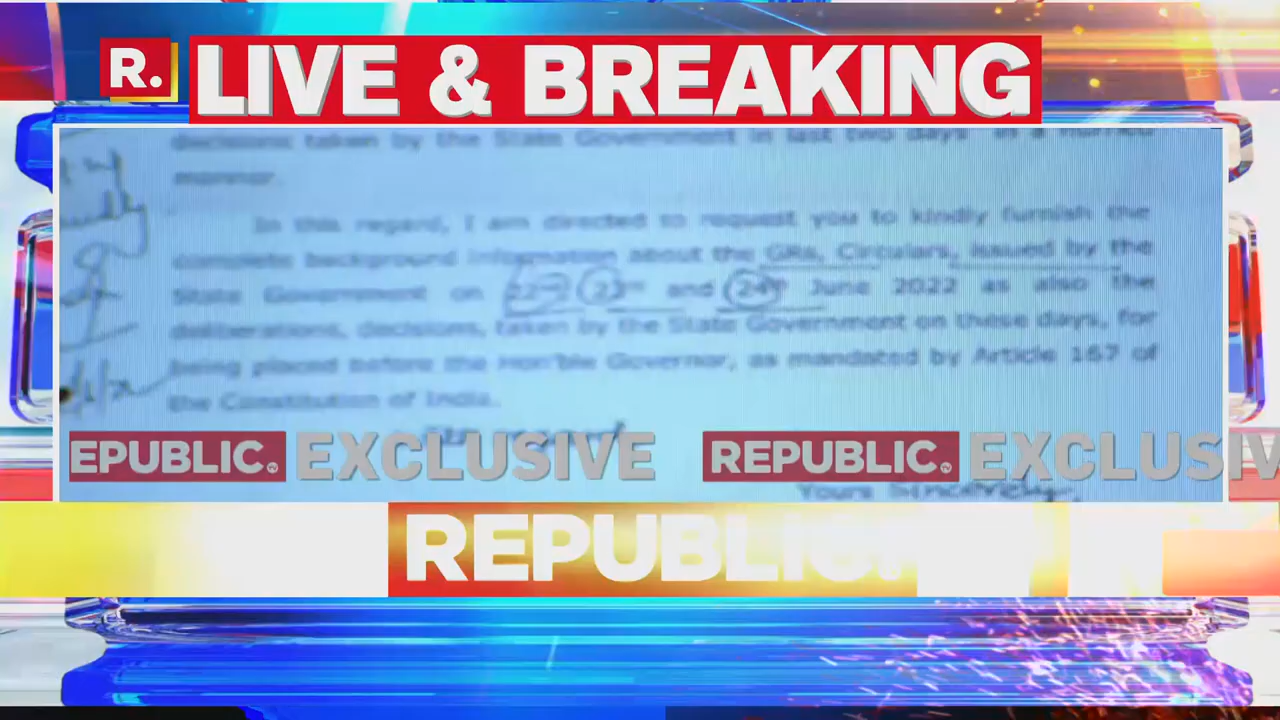 R. LIVE & BREAKING
decisions taken by the State Government in last two days in a hurried
manner.
In this regard, I am directed to request you to kindly furnish the
complete background information about the GRs, Circulars, issued by the
State Government on 22nd, 23rd and 24th June 2022 as also the
deliberations, decisions, taken by the State Government on these days, for
being placed before the Hon'ble Governor, as mandated by Article 167 of
the Constitution of India.
EPUBLIC. EXCLUSIVE REPUBLIC. EXCLUSIV
Yours Sincerely,
REPUBLIC.